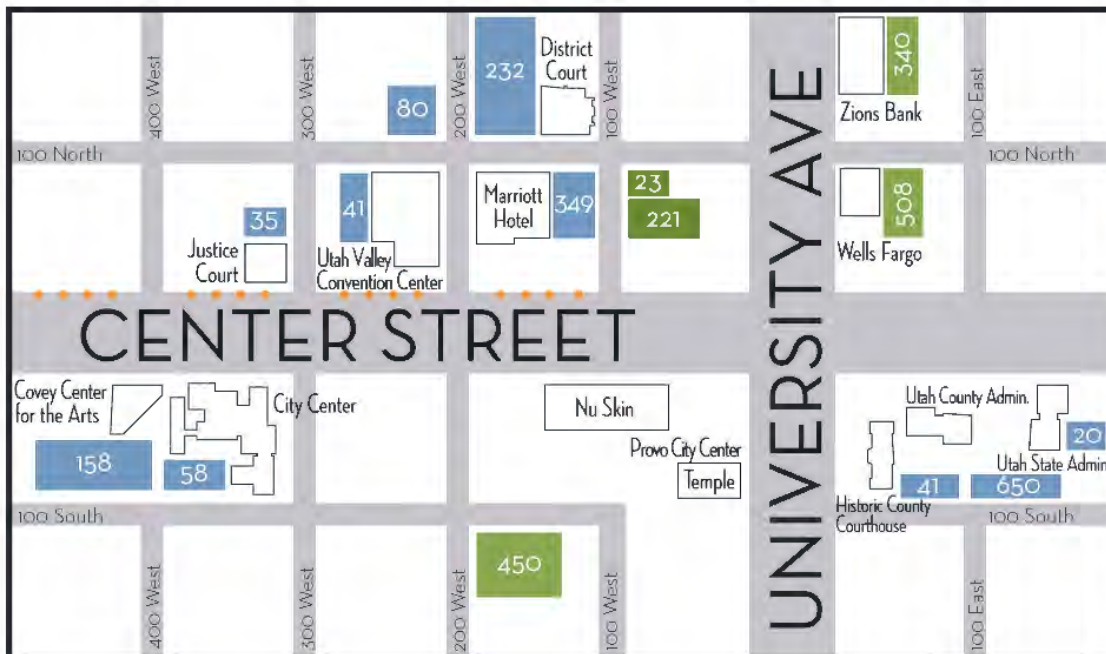 400 West
300 West
80
200 West
232
District
Court
100 West
340
Zions Bank
100 East
100 North
100 North
35
Justice
Court
41
Utah Valley
Convention Center
Marriott
Hotel
349
23
221
508
Wells Fargo
CENTER STREET
UNIVERSITY AVE
Covey Center
for the Arts
158
58
City Center
Nu Skin
Provo City Center
Temple
Utah County Admin.
20
Utah State Admin
41
650
Historic County
Courthouse
100 South
100 South
400 West
300 West
200 West
450
100 West
100 East